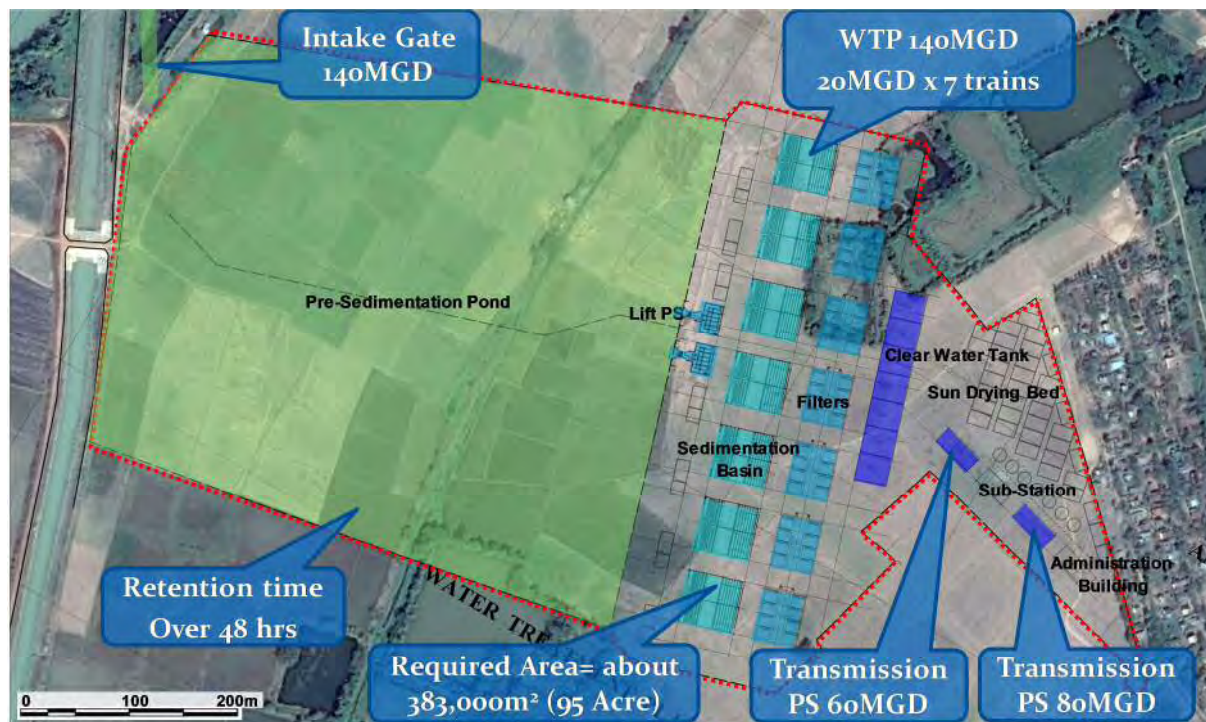 Intake Gate
140MGD
WTP 140MGD
20MGD x 7 trains
Pre-Sedimentation Pond
Lift PS
Clear Water Tank
Sun Drying Bed
Filters
Sedimentation
Basin
Sub-Station
Administration
Building
Retention time
Over 48 hrs
WATER TRE
Required Area= about
383,000m² (95 Acre)
Transmission
PS 60MGD
Transmission
PS 80MGD
0 100 200m